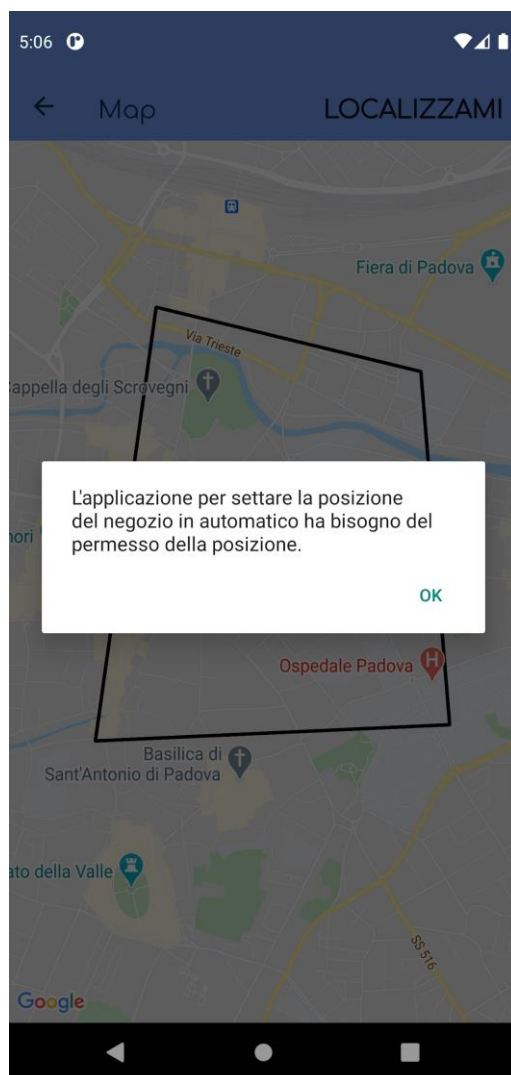 5:06
Map
LOCALIZZAMI
Fiera di Padova
Via Trieste
appella degli Scrovegni
L'applicazione per settare la posizione
del negozio in automatico ha bisogno del
permesso della posizione.
ori
OK
Ospedale Padova
H
Basilica di
Sant'Antonio di Padova
ato della Valle
SS 516
Google